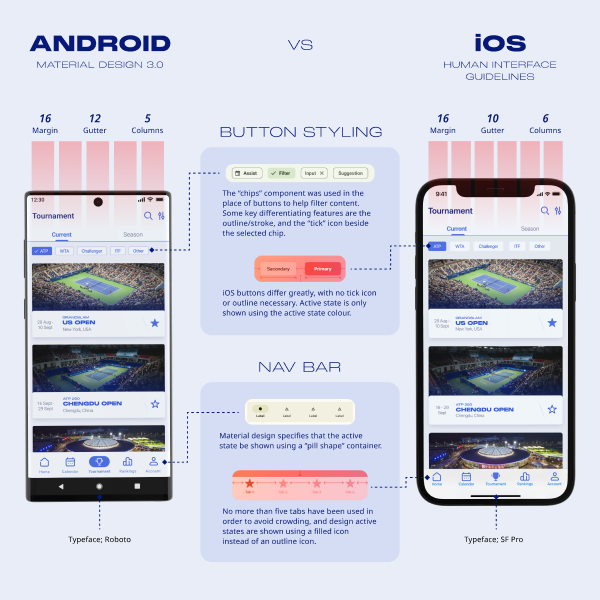 ANDROID
MATERIAL DESIGN 3.0
VS
iOS
HUMAN INTERFACE
GUIDELINES
16
Margin
12
Gutter
5
Columns
16
Margin
10
Gutter
6
Columns
BUTTON STYLING
Assist
Filter
Input
Suggestion
The "chips" component was used in the
place of buttons to help filter content.
Some key differentiating features are the
outline/stroke, and the "tick" icon beside
the selected chip.
Secondary
Primary
iOS buttons differ greatly, with no tick icon
or outline necessary. Active state is only
shown using the active state colour.
NAV BAR
Label
Label
Label
Label
Material design specifies that the active
state be shown using a "pill shape" container.
No more than five tabs have been used in
order to avoid crowding, and design active
states are shown using a filled icon
instead of an outline icon.
12:30
Tournament
Current
Season
ATP
WTA
Challenger
ITF
Other
GRANDSLAM
28 Aug -
10 Sept
US OPEN
New York, USA
ATP 250
CHENGDU OPEN
Chengdu, China
Home
Calendar
Tournament
Rankings
Account
Typeface; Roboto
9:41
Tournament
Current
Season
ATP
WTA
Challenger
ITF
Other
GRANDSLAM
28 Aug -
10 Sept
US OPEN
New York, USA
ATP 250
CHENGDU OPEN
Chengdu, China
Home
Calendar
Tournament
Rankings
Account
Typeface; SF Pro